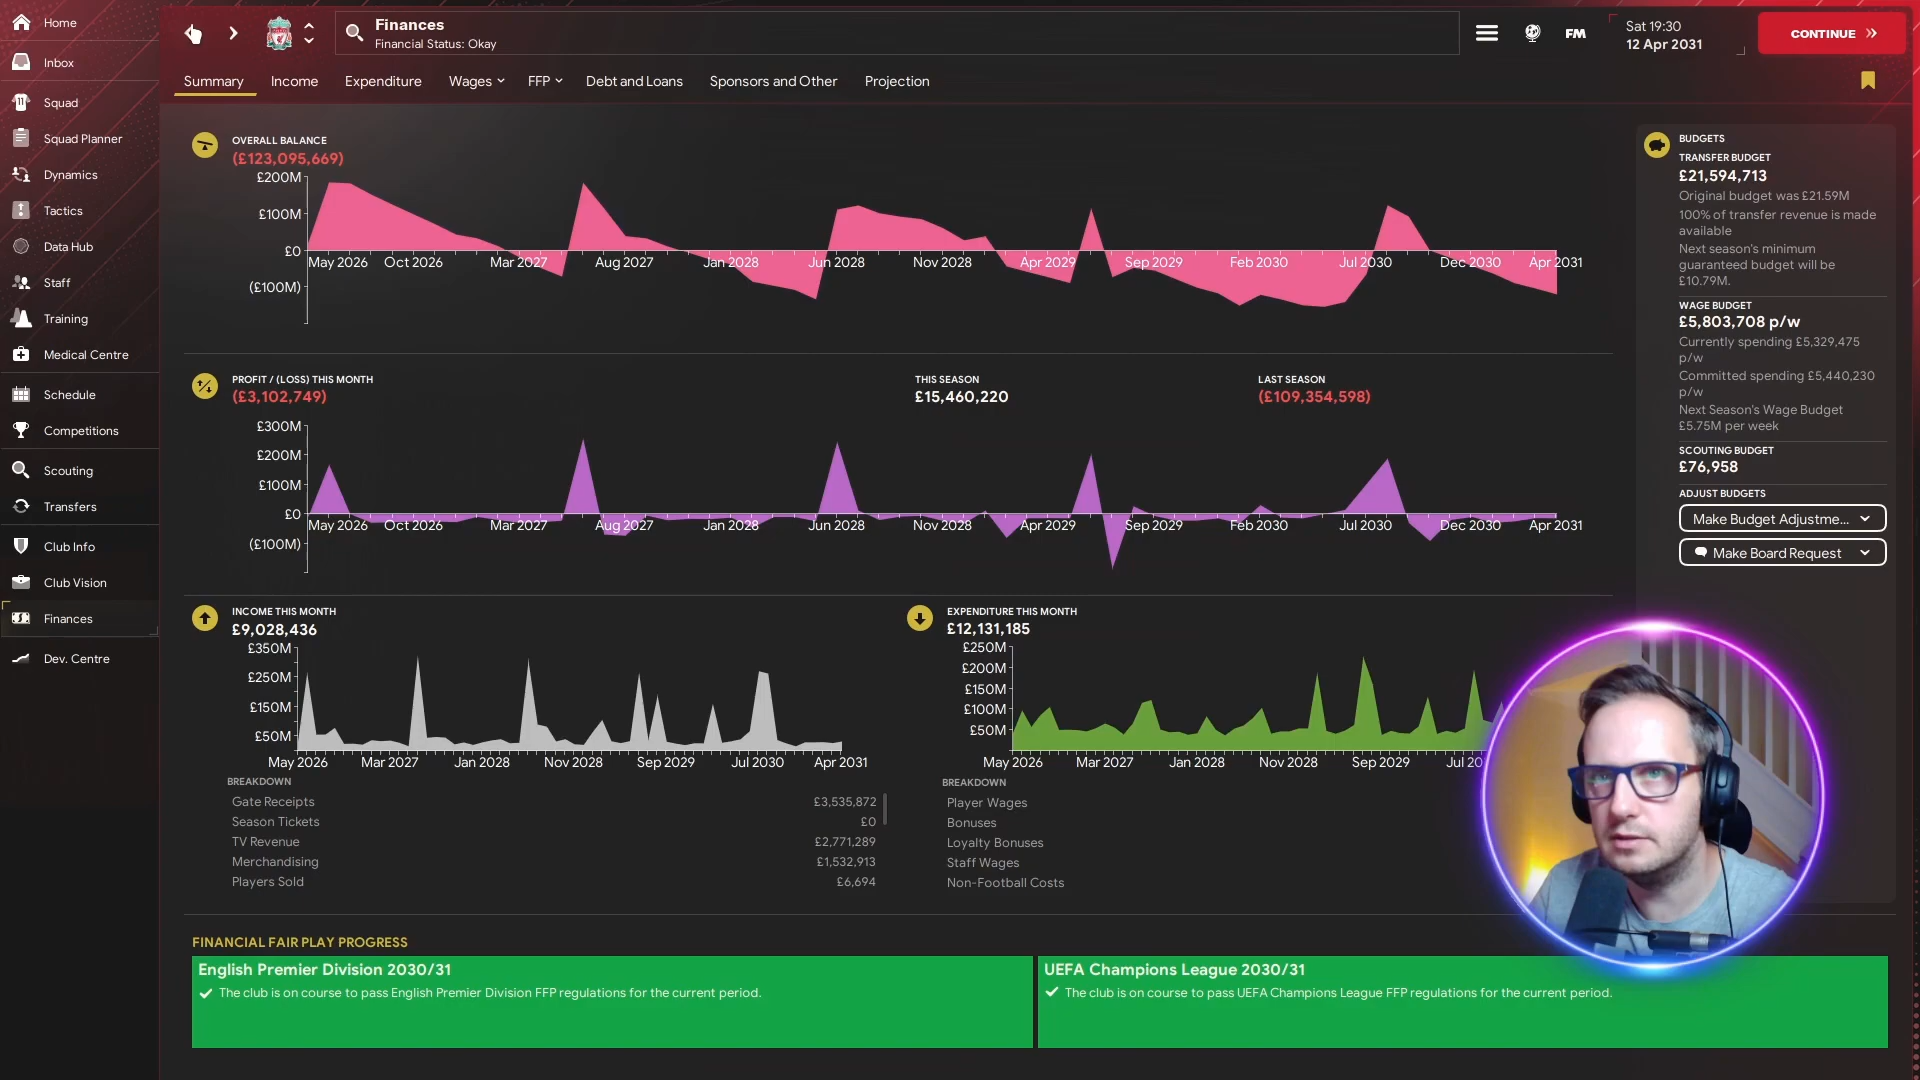 Home
Inbox
Squad
Squad Planner
Dynamics
Tactics
Data Hub
Staff
Training
Medical Centre
Schedule
Competitions
Scouting
Transfers
Club Info
Club Vision
Finances
Dev. Centre
Finances
Financial Status: Okay
FM
Sat 19:30
12 Apr 2031
CONTINUE
Summary Income Expenditure Wages FFP Debt and Loans Sponsors and Other Projection
OVERALL BALANCE
(£123,095,669)
£200M
£100M
£0
(£100M)
May 2026 Oct 2026 Mar 2027 Aug 2027 Jan 2028 Jun 2028 Nov 2028 Apr 2029 Sep 2029 Feb 2030 Jul 2030 Dec 2030 Apr 2031
PROFIT / (LOSS) THIS MONTH
(£3,102,749)
THIS SEASON
£15,460,220
LAST SEASON
(£109,354,598)
£300M
£200M
£100M
£0
(£100M)
May 2026 Oct 2026 Mar 2027 Aug 2027 Jan 2028 Jun 2028 Nov 2028 Apr 2029 Sep 2029 Feb 2030 Jul 2030 Dec 2030 Apr 2031
INCOME THIS MONTH
£9,028,436
£350M
£250M
£150M
£50M
May 2026 Mar 2027 Jan 2028 Nov 2028 Sep 2029 Jul 2030 Apr 2031
BREAKDOWN
Gate Receipts £3,535,872
Season Tickets £0
TV Revenue £2,771,289
Merchandising £1,532,913
Players Sold £6,694
EXPENDITURE THIS MONTH
£12,131,185
£250M
£200M
£150M
£100M
£50M
May 2026 Mar 2027 Jan 2028 Nov 2028 Sep 2029 Jul 20
BREAKDOWN
Player Wages
Bonuses
Loyalty Bonuses
Staff Wages
Non-Football Costs
BUDGETS
TRANSFER BUDGET
£21,594,713
Original budget was £21.59M
100% of transfer revenue is made
available
Next season's minimum
guaranteed budget will be
£10.79M.
WAGE BUDGET
£5,803,708 p/w
Currently spending £5,329,475
p/w
Committed spending £5,440,230
p/w
Next Season's Wage Budget
£5.75M per week
SCOUTING BUDGET
£76,958
ADJUST BUDGETS
Make Budget Adjustme...
Make Board Request
FINANCIAL FAIR PLAY PROGRESS
English Premier Division 2030/31
The club is on course to pass English Premier Division FFP regulations for the current period.
UEFA Champions League 2030/31
The club is on course to pass UEFA Champions League FFP regulations for the current period.